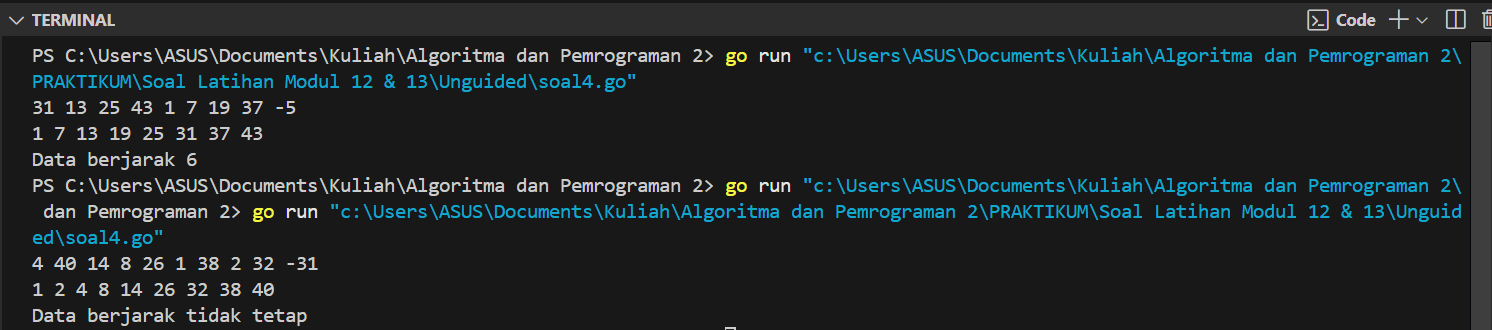 TERMINAL
Code
PS C:\Users\ASUS\Documents\Kuliah\Algoritma dan Pemrograman 2> go run "c:\Users\ASUS\Documents\Kuliah\Algoritma dan Pemrograman 2\
PRAKTIKUM\Soal Latihan Modul 12 & 13\Unguided\soal4.go"
31 13 25 43 1 7 19 37 -5
1 7 13 19 25 31 37 43
Data berjarak 6
PS C:\Users\ASUS\Documents\Kuliah\Algoritma dan Pemrograman 2> go run "c:\Users\ASUS\Documents\Kuliah\Algoritma dan Pemrograman 2\
dan Pemrograman 2> go run "c:\Users\ASUS\Documents\Kuliah\Algoritma dan Pemrograman 2\PRAKTIKUM\Soal Latihan Modul 12 & 13\Unguid
ed\soal4.go"
4 40 14 8 26 1 38 2 32 -31
1 2 4 8 14 26 32 38 40
Data berjarak tidak tetap